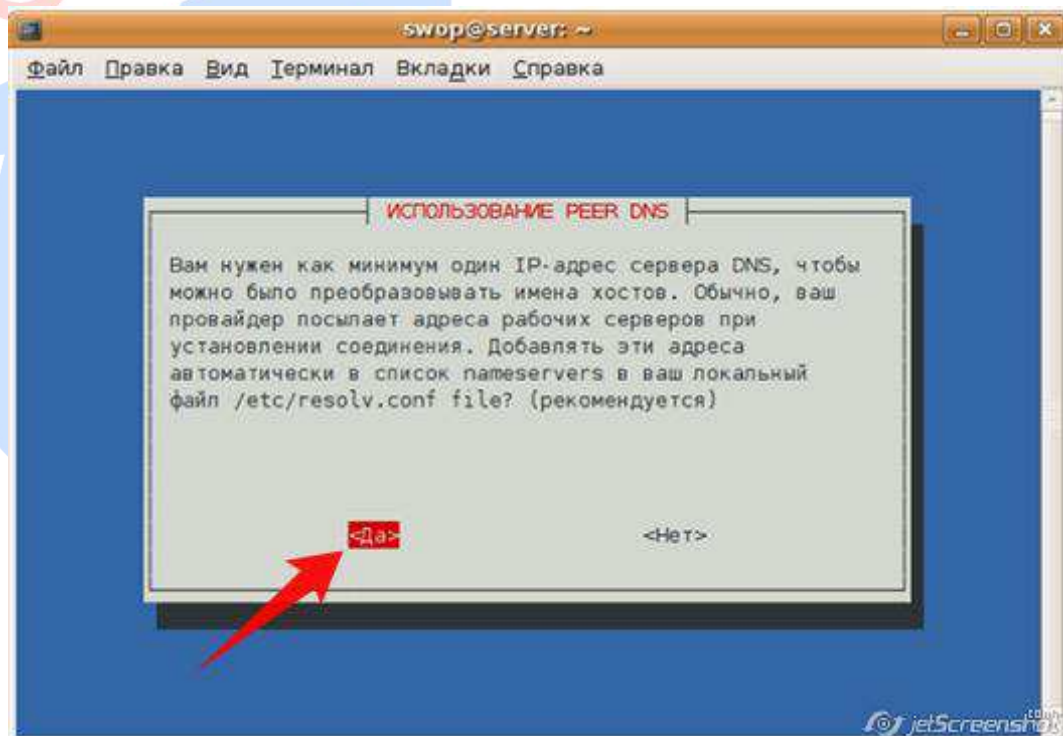 swop@server: ~
Файл Правка Вид Терминал Вкладки Справка
ИСПОЛЬЗОВАНИЕ PEER DNS
Вам нужен как минимум один IP-адрес сервера DNS, чтобы
можно было преобразовывать имена хостов. Обычно, ваш
провайдер посылает адреса рабочих серверов при
установлении соединения. Добавлять эти адреса
автоматически в список nameservers в ваш локальный
файл /etc/resolv.conf file? (рекомендуется)
<Да> <Нет>
jetScreenshot